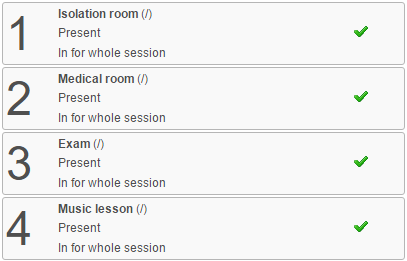 1
Isolation room (/)
Present
In for whole session
2
Medical room (/)
Present
In for whole session
3
Exam (/)
Present
In for whole session
4
Music lesson (/)
Present
In for whole session